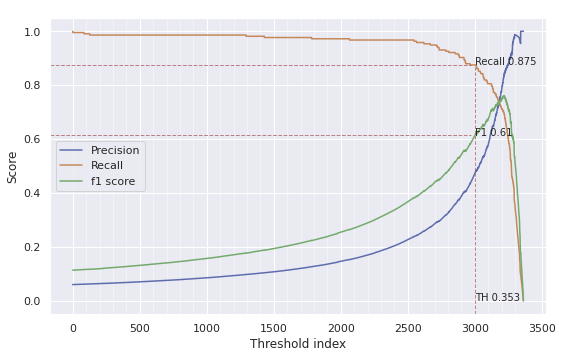 1.0
0.8
0.6
0.4
0.2
0.0
Score
Recall 0.875
F1 0.61
Precision
Recall
f1 score
TH 0.353
0 500 1000 1500 2000 2500 3000 3500
Threshold index